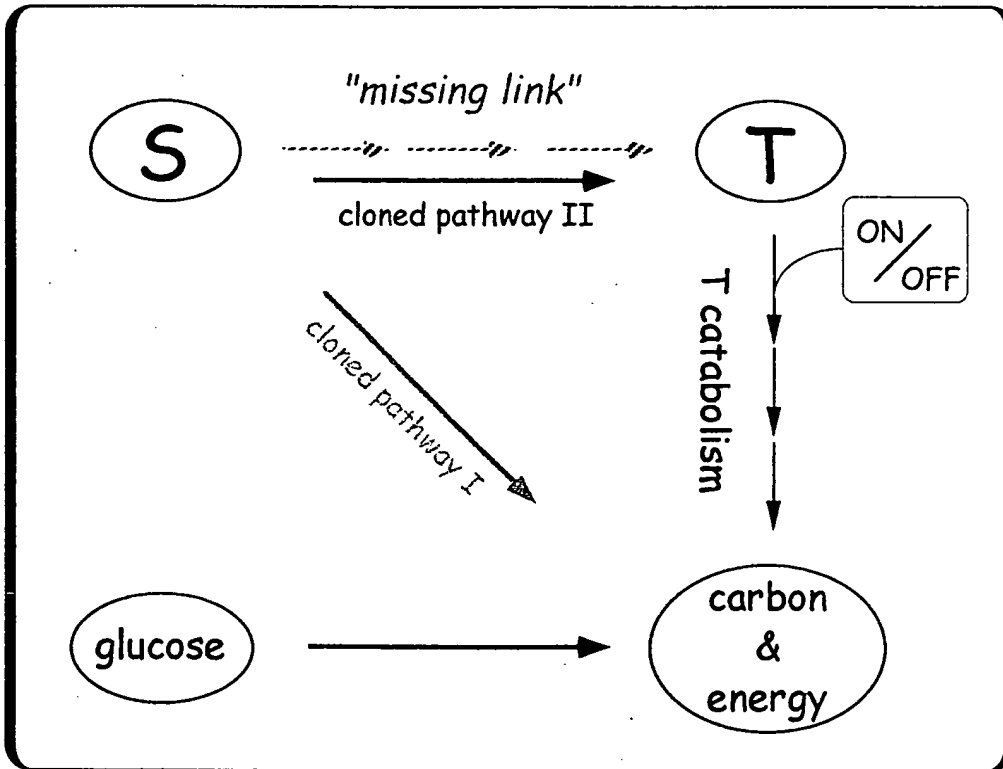 "missing link"
S
T
cloned pathway II
ON
OFF
T catabolism
cloned pathway I
glucose
carbon
&
energy